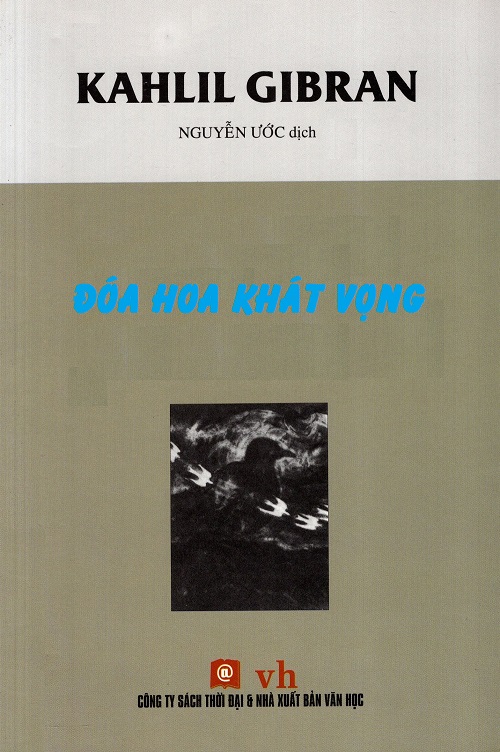 KAHLIL GIBRAN
NGUYỄN ƯỚC dịch
ĐÓA HOA KHÁT VỌNG
@ vh
CÔNG TY SÁCH THỜI ĐẠI & NHÀ XUẤT BẢN VĂN HỌC